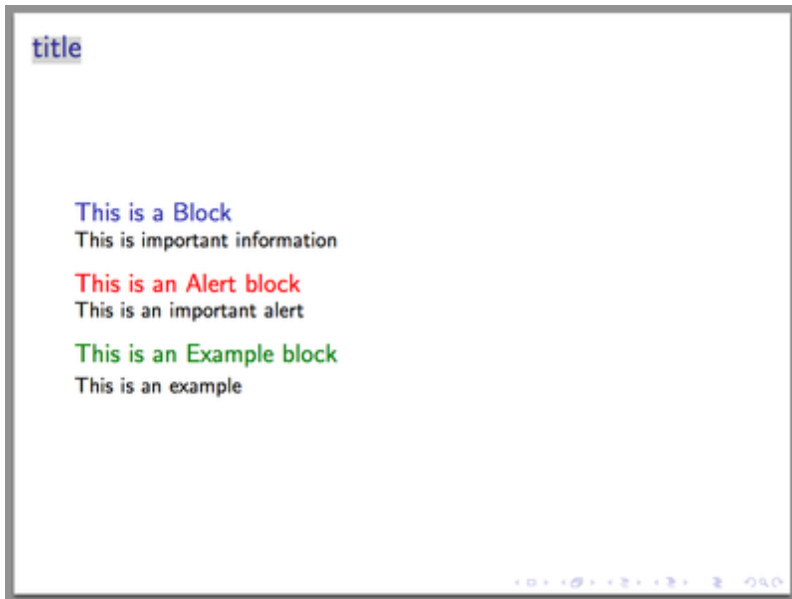 title
This is a Block
This is important information
This is an Alert block
This is an important alert
This is an Example block
This is an example